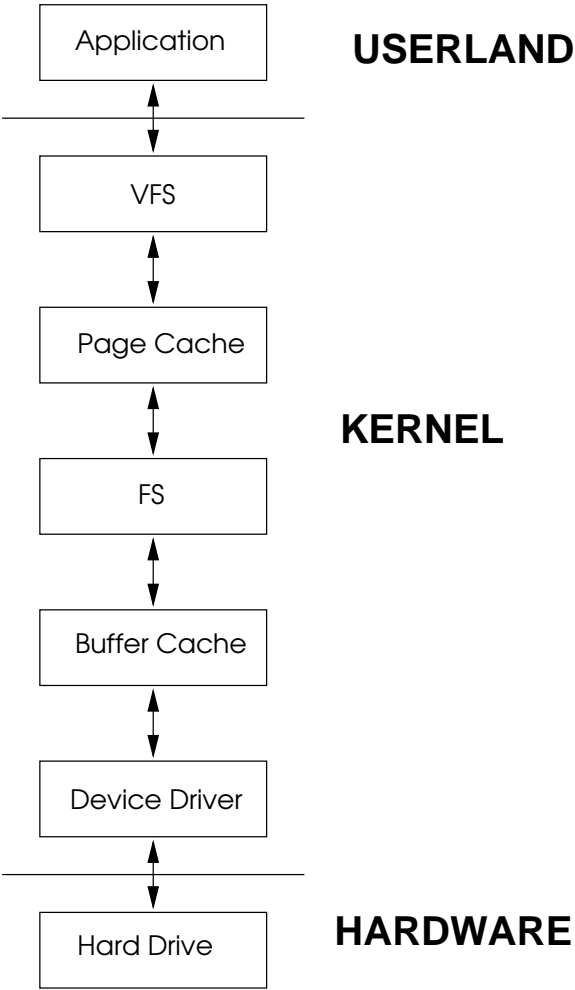 Application
USERLAND
VFS
Page Cache
KERNEL
FS
Buffer Cache
Device Driver
Hard Drive
HARDWARE